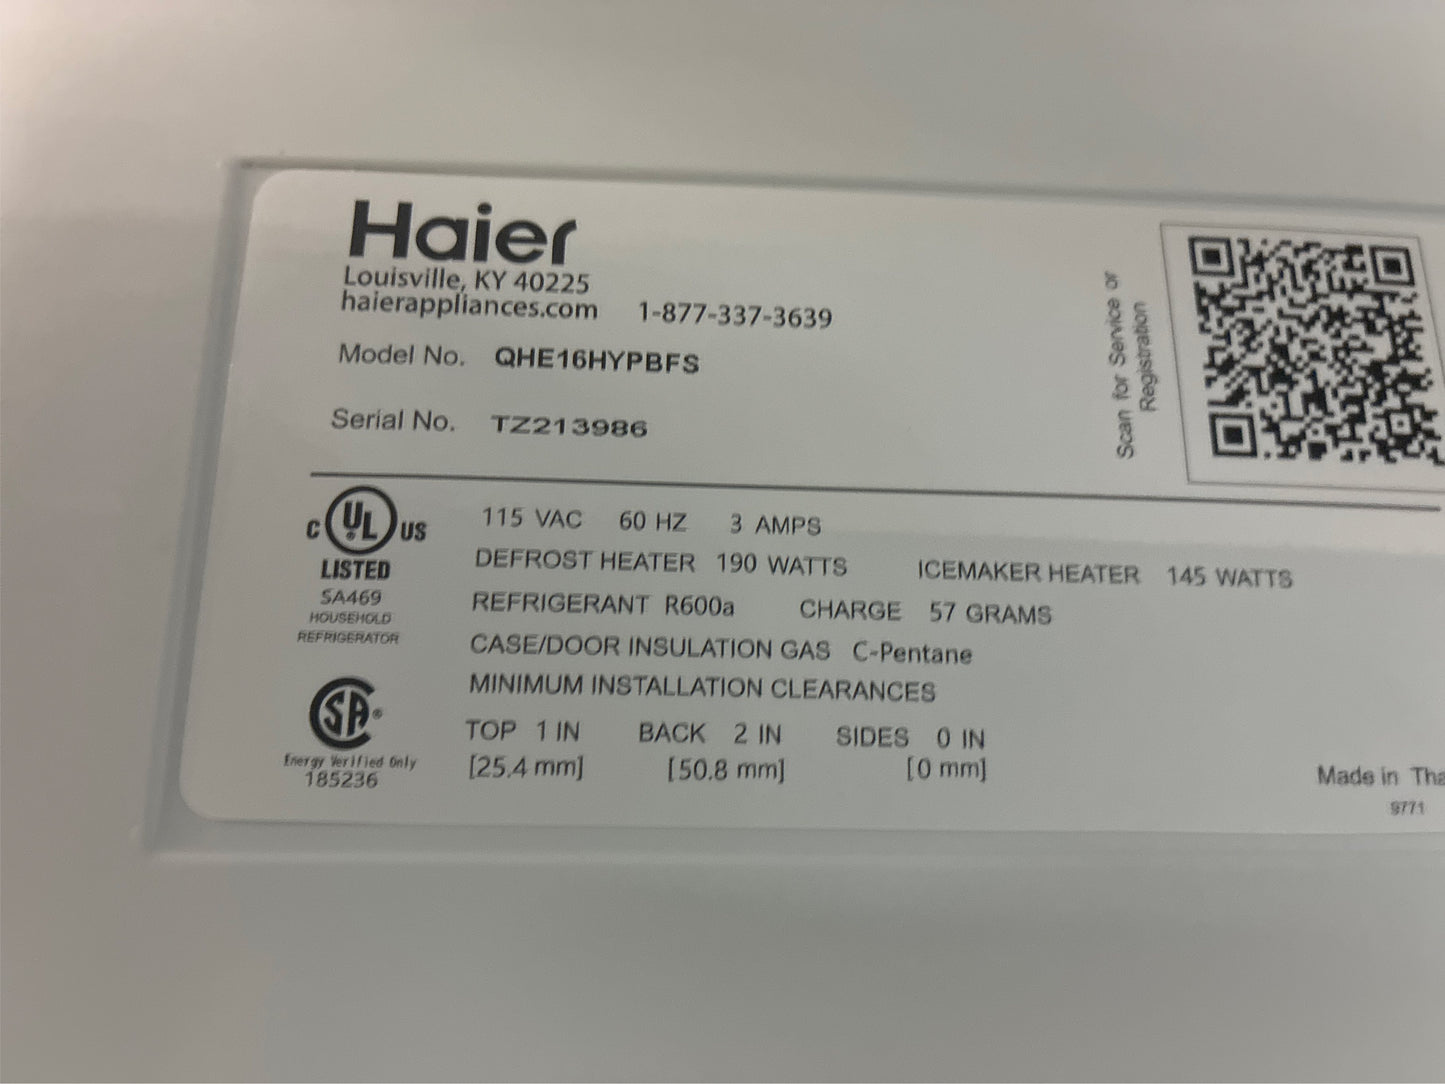 Haier
Louisville, KY 40225
haierappliances.com 1-877-337-3639
Model No. QHE16HYPBFS
Serial No. TZ213986
Scan for Service or
Registration
C UL US
LISTED
SA469
HOUSEHOLD
REFRIGERATOR
115 VAC 60 HZ 3 AMPS
DEFROST HEATER 190 WATTS ICEMAKER HEATER 145 WATTS
REFRIGERANT R600a CHARGE 57 GRAMS
CASE/DOOR INSULATION GAS C-Pentane
MINIMUM INSTALLATION CLEARANCES
TOP 1 IN BACK 2 IN SIDES 0 IN
[25.4 mm] [50.8 mm] [0 mm]
SA®
Energy Verified Only
185236
Made in Tha
9771